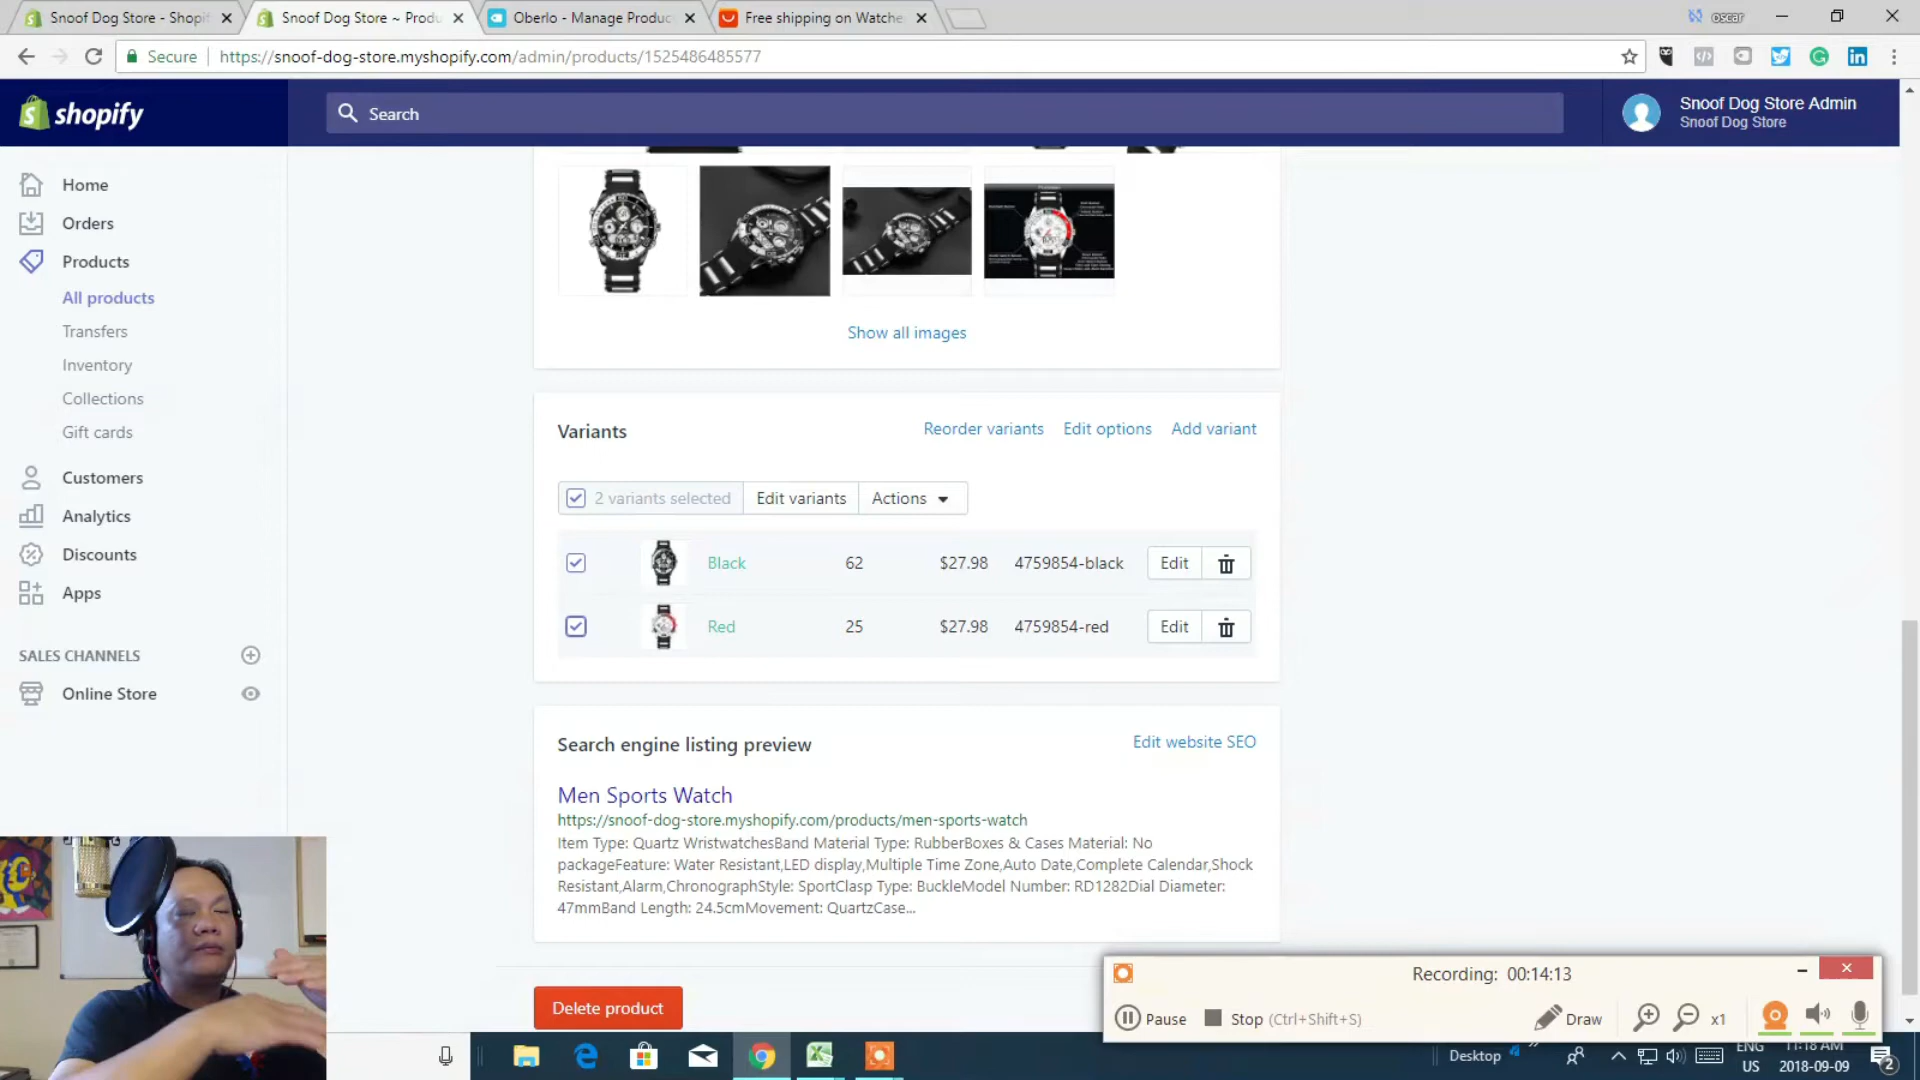 Snoof Dog Store - Shopif
Snoof Dog Store ~ Produ
Oberlo - Manage Produc
Free shipping on Watche
oscar
Secure
https://snoof-dog-store.myshopify.com/admin/products/1525486485577
shopify
Search
Snoof Dog Store Admin
Snoof Dog Store
Home
Orders
Products
All products
Transfers
Inventory
Collections
Gift cards
Customers
Analytics
Discounts
Apps
SALES CHANNELS
Online Store
Show all images
Variants
Reorder variants
Edit options
Add variant
2 variants selected
Edit variants
Actions
Black 62 $27.98 4759854-black Edit
Red 25 $27.98 4759854-red Edit
Search engine listing preview
Edit website SEO
Men Sports Watch
https://snoof-dog-store.myshopify.com/products/men-sports-watch
Item Type: Quartz WristwatchesBand Material Type: RubberBoxes & Cases Material: No
packageFeature: Water Resistant,LED display,Multiple Time Zone,Auto Date,Complete Calendar,Shock
Resistant,Alarm,ChronographStyle: SportClasp Type: BuckleModel Number: RD1282Dial Diameter:
47mmBand Length: 24.5cmMovement: QuartzCase...
Delete product
Recording: 00:14:13
Pause
Stop (Ctrl+Shift+S)
Draw
x1
Desktop
ENG
US
11:18 AM
2018-09-09
2